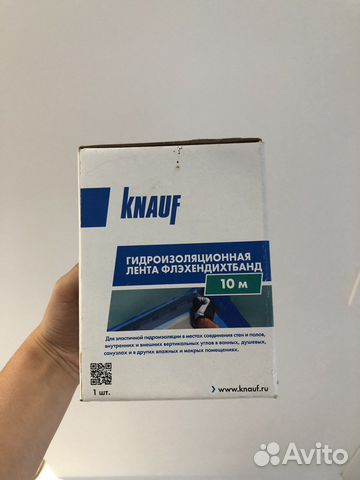 KNAUF
ГИДРОИЗОЛЯЦИОННАЯ
ЛЕНТА ФЛЭХЕНДИХТБАНД
10 м
Для эластичной гидроизоляции в местах соединения стен и полов,
внутренних и внешних вертикальных углов в ванных, душевых,
санузлах и в других влажных и мокрых помещениях.
1 шт.
www.knauf.ru
Avito